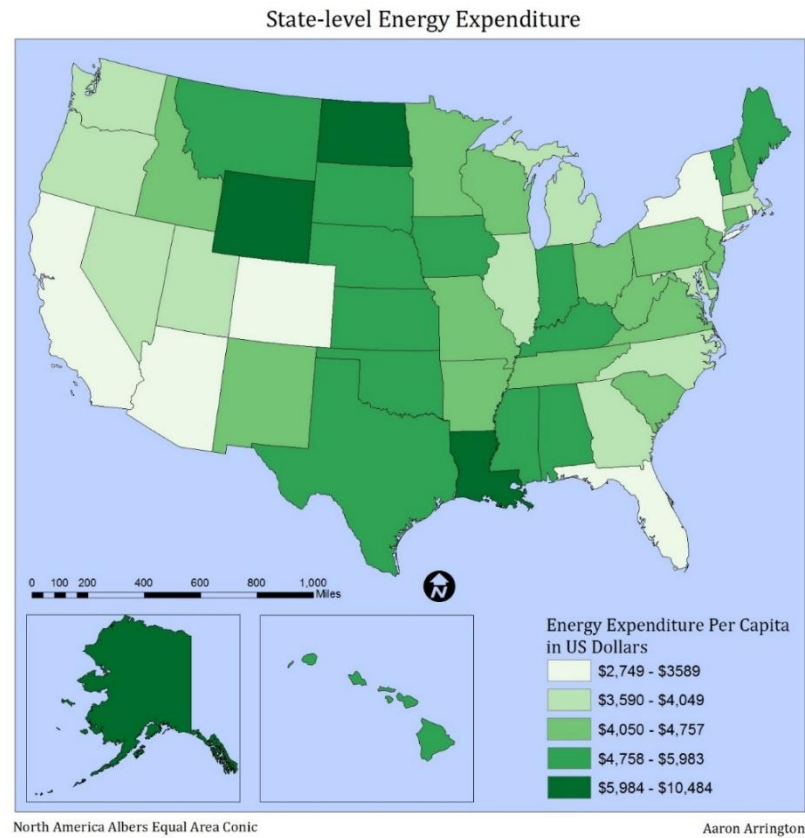 State-level Energy Expenditure
0 100 200 400 600 800 1,000
Miles
N
Energy Expenditure Per Capita
in US Dollars
$2,749 - $3589
$3,590 - $4,049
$4,050 - $4,757
$4,758 - $5,983
$5,984 - $10,484
North America Albers Equal Area Conic
Aaron Arrington